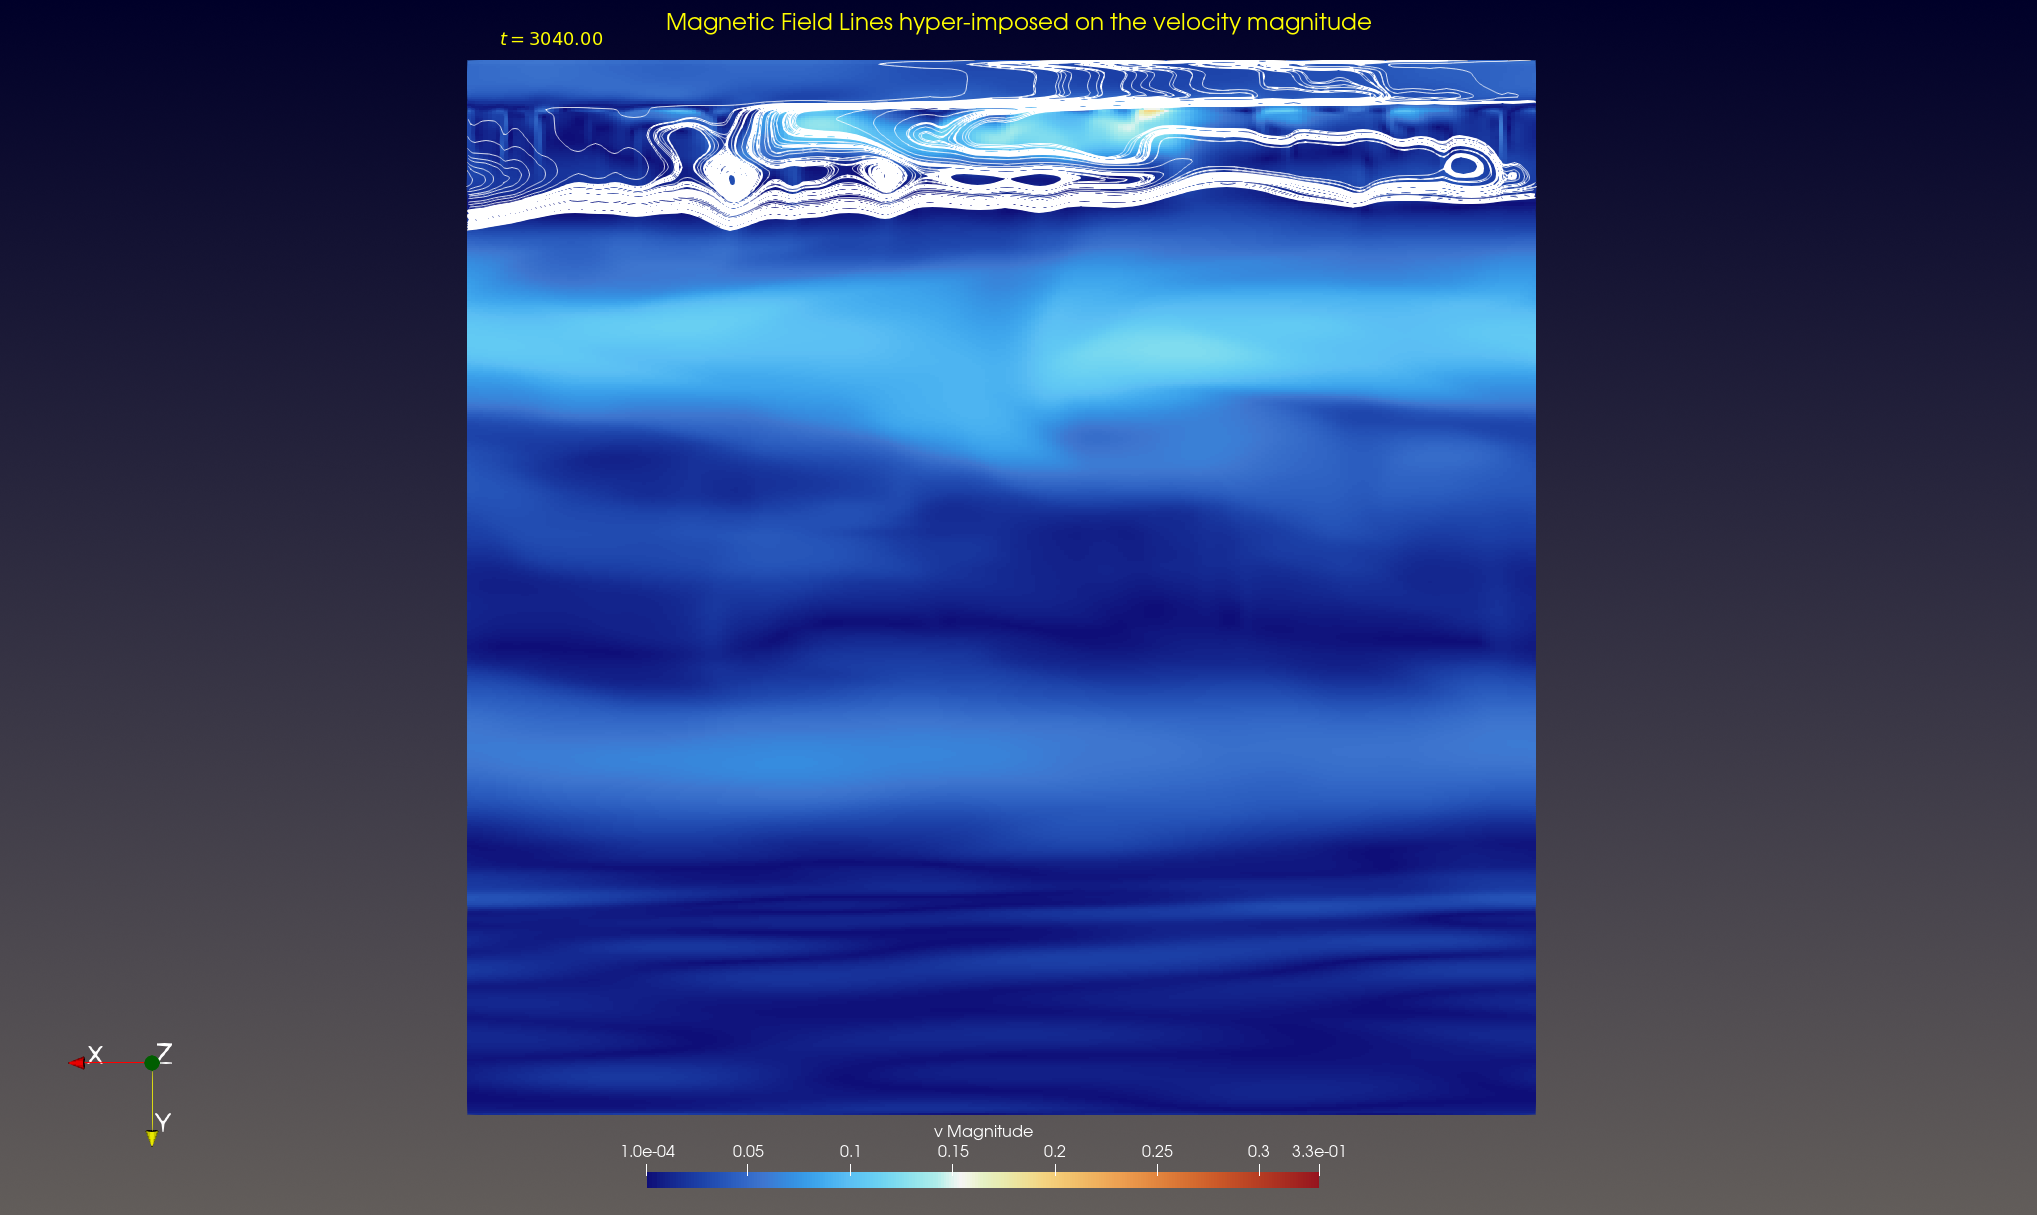 Magnetic Field Lines hyper-imposed on the velocity magnitude
t = 3040.00
X
Z
Y
v Magnitude
1.0e-04 0.05 0.1 0.15 0.2 0.25 0.3 3.3e-01